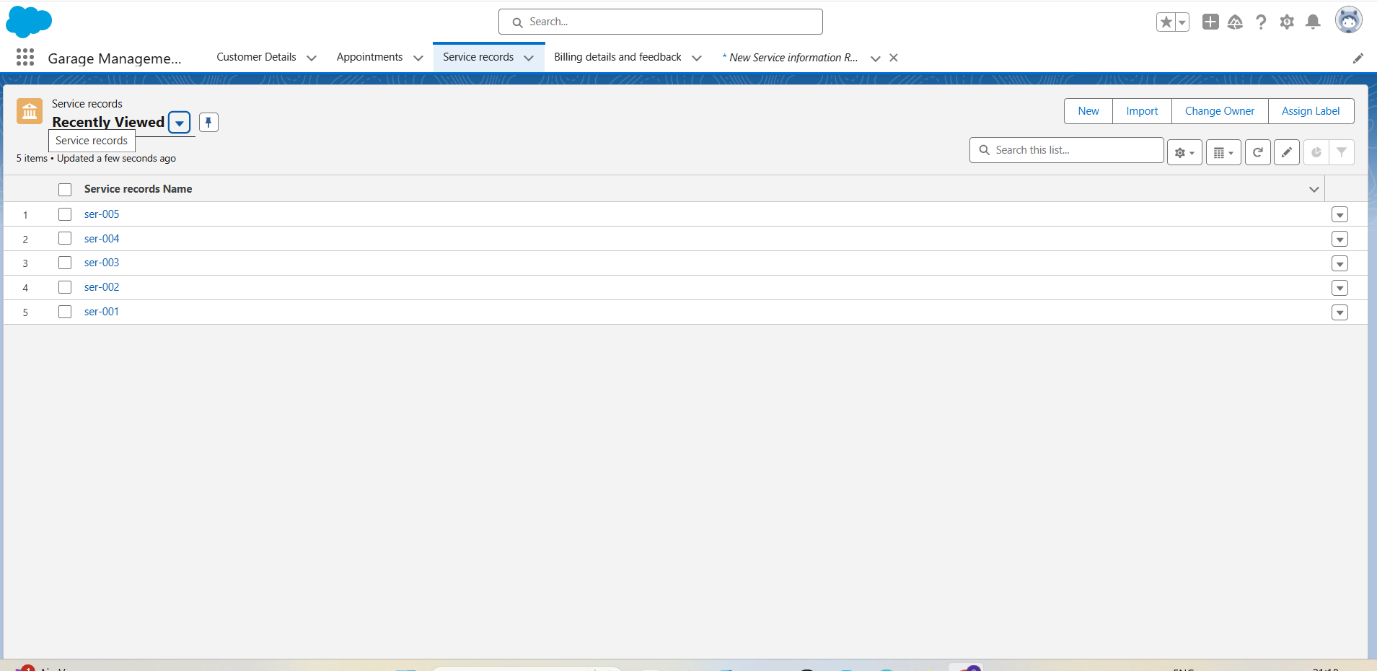 Search...
Garage Manageme...
Customer Details
Appointments
Service records
Billing details and feedback
* New Service information R...
Service records
Recently Viewed
Service records
5 items • Updated a few seconds ago
New
Import
Change Owner
Assign Label
Search this list...
Service records Name
1 ser-005
2 ser-004
3 ser-003
4 ser-002
5 ser-001